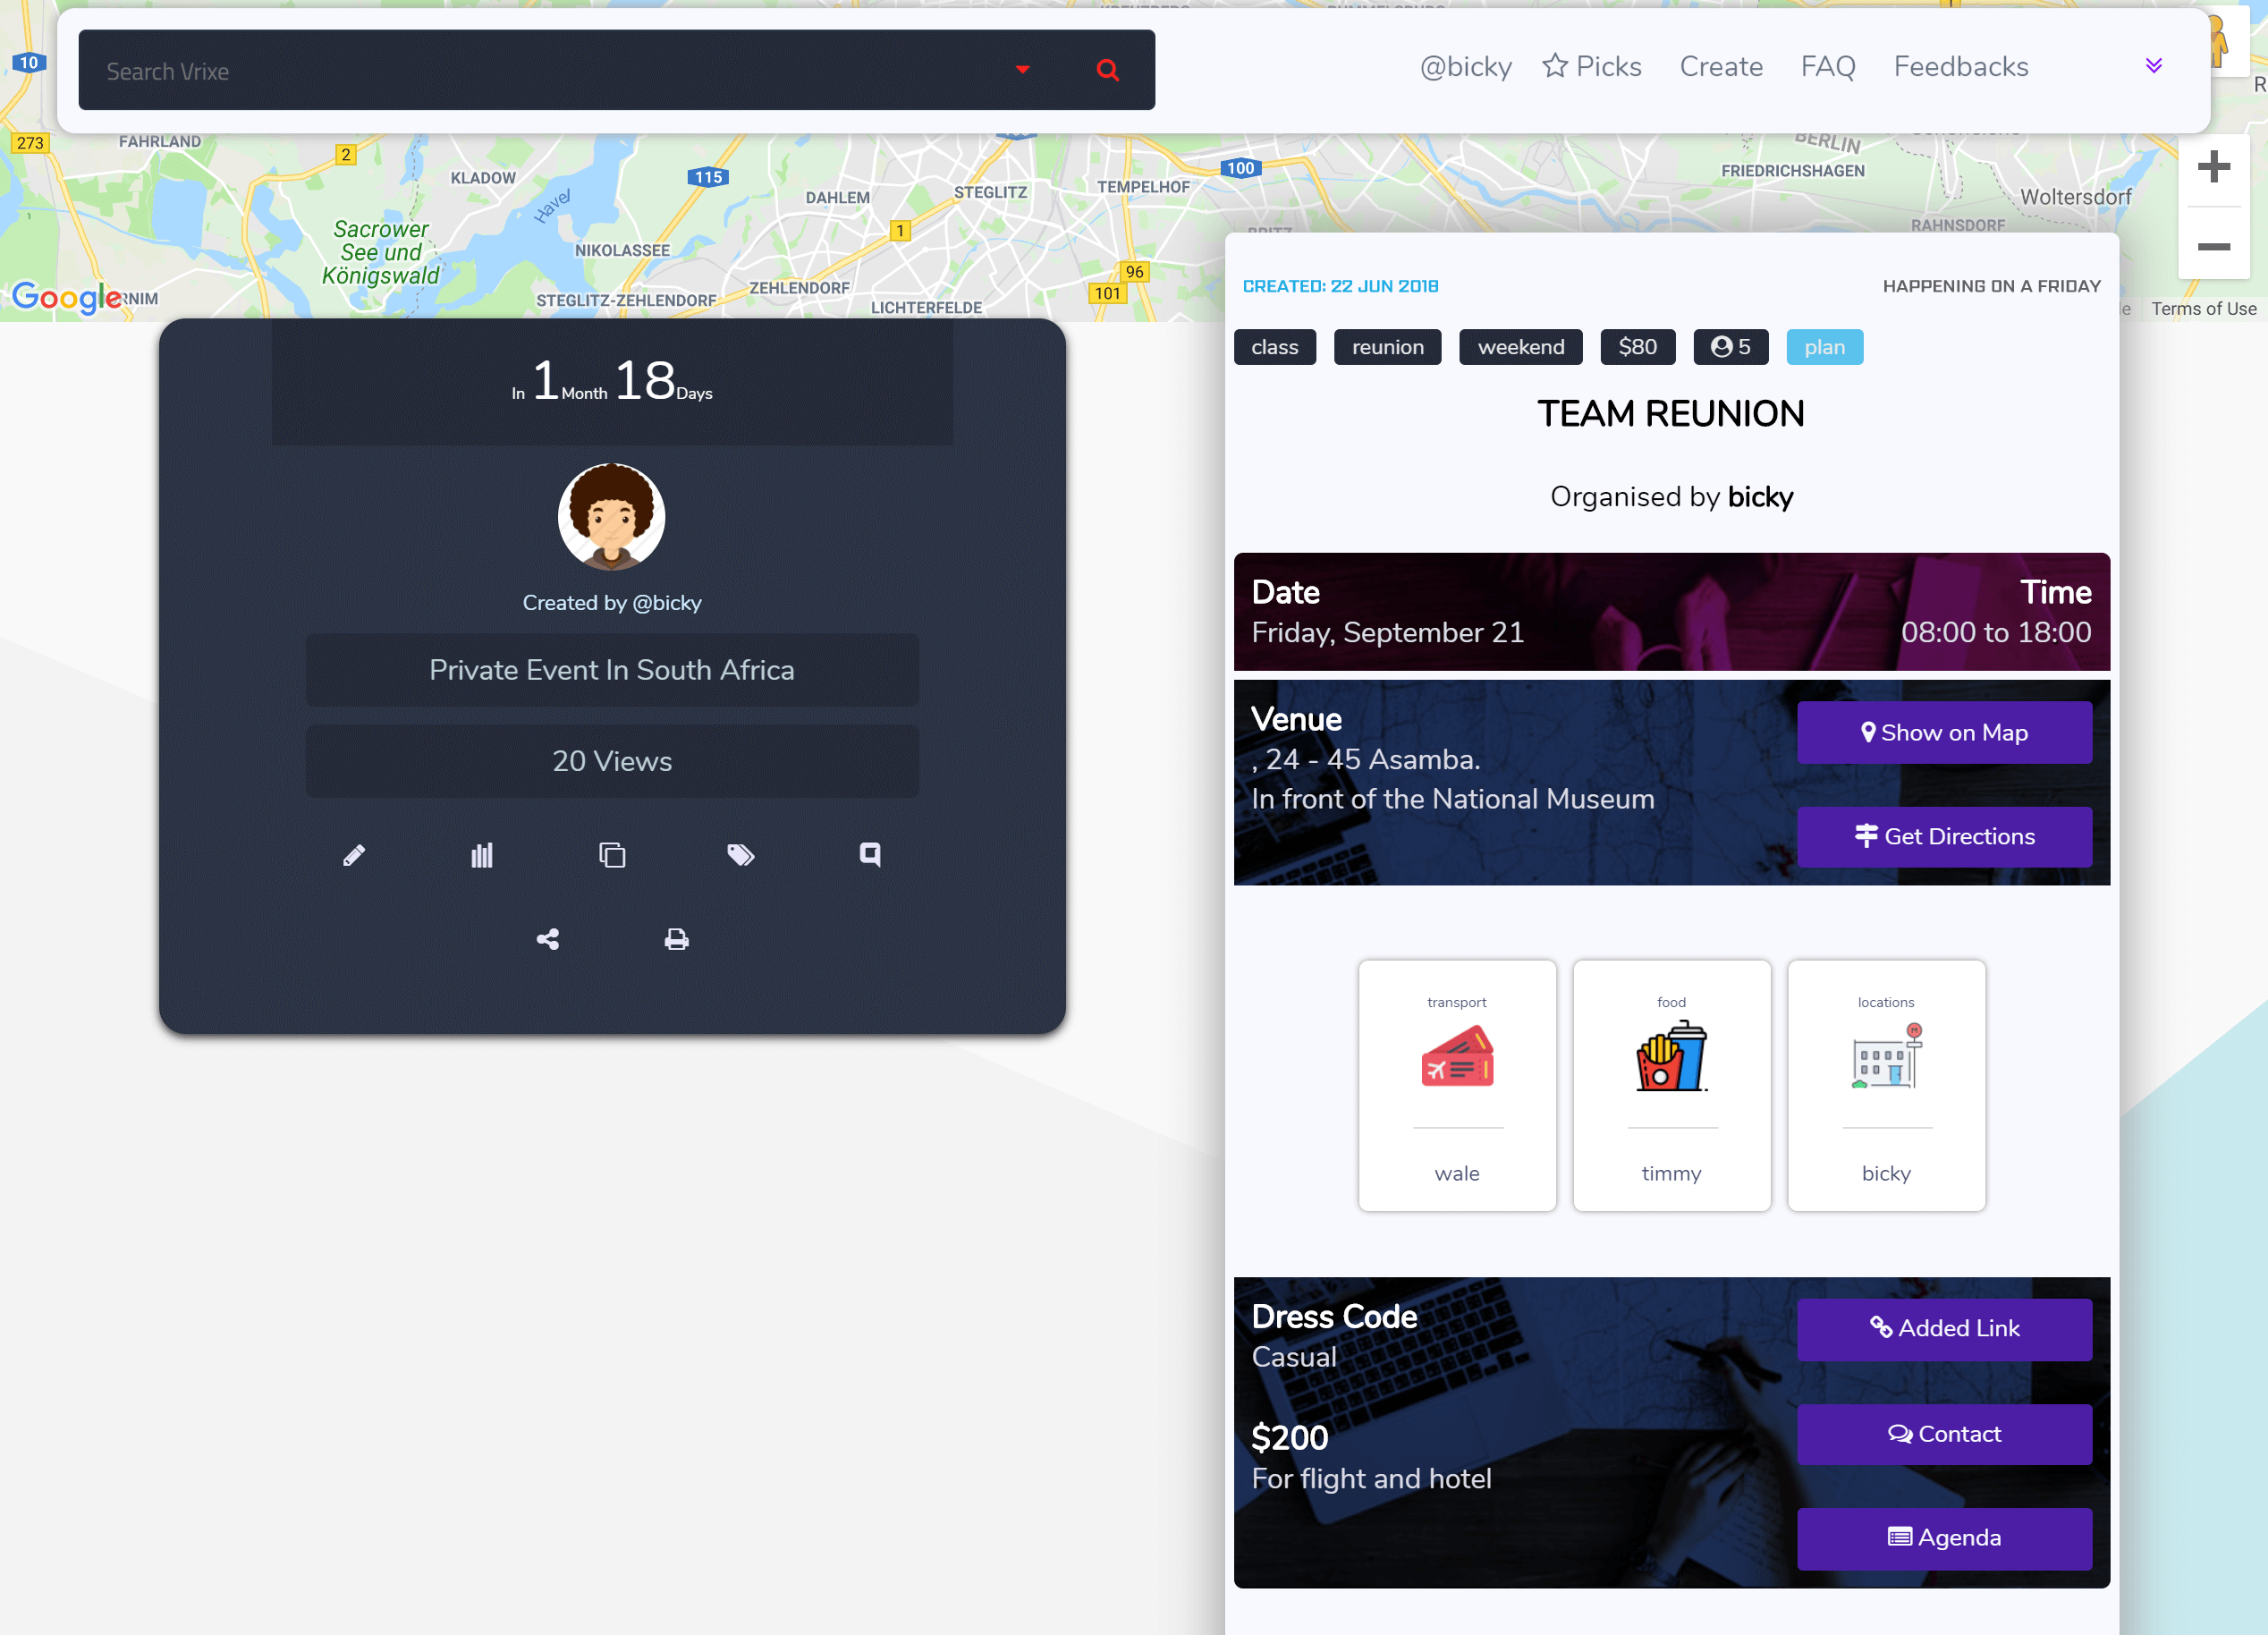 Search Vrixe
@bicky
Picks
Create
FAQ
Feedbacks
10
273
FAHRLAND
2
KLADOW
Havel
115
DAHLEM
STEGLITZ
TEMPELHOF
100
BERLIN
FRIEDRICHSHAGEN
Woltersdorf
RAHNSDORF
Sacrower
See und
Königswald
NIKOLASSEE
1
96
101
Google
STEGLITZ-ZEHLENDORF
ZEHLENDORF
LICHTERFELDE
Terms of Use
In 1 Month 18 Days
Created by @bicky
Private Event In South Africa
20 Views
CREATED: 22 JUN 2018
HAPPENING ON A FRIDAY
class
reunion
weekend
$80
5
plan
TEAM REUNION
Organised by bicky
Date
Friday, September 21
Time
08:00 to 18:00
Venue
, 24 - 45 Asamba.
In front of the National Museum
Show on Map
Get Directions
transport
wale
food
timmy
locations
M
bicky
Dress Code
Casual
$200
For flight and hotel
Added Link
Contact
Agenda